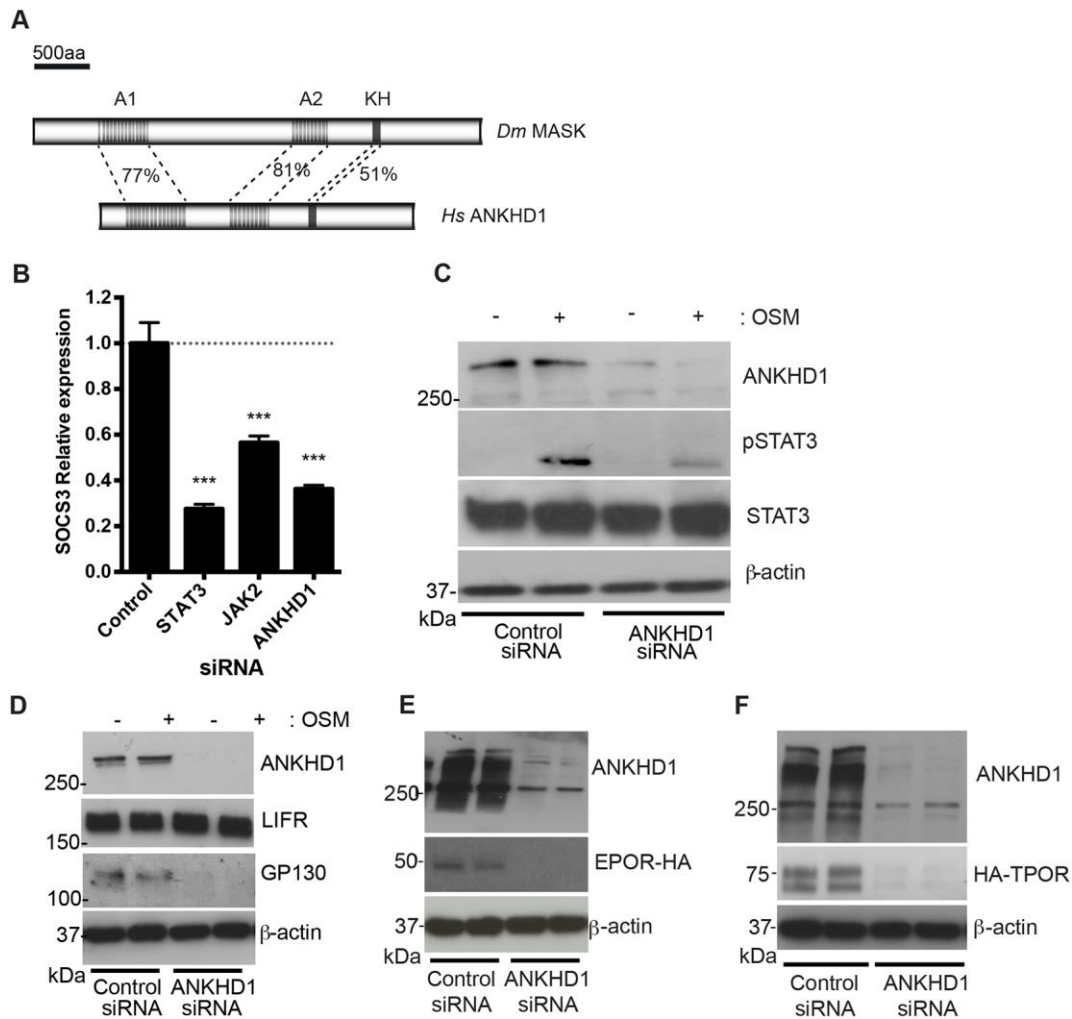 A
500aa
A1 A2 KH
Dm MASK
77% 81% 51%
Hs ANKHD1
B
SOCS3 Relative expression
1.2
1.0
0.8
0.6
0.4
0.2
0.0
***
***
***
Control STAT3 JAK2 ANKHD1
siRNA
C
- + - + : OSM
ANKHD1
250-
pSTAT3
STAT3
β-actin
37-
kDa
Control siRNA
ANKHD1 siRNA
D
- + - + : OSM
ANKHD1
250-
LIFR
150-
GP130
100-
37- β-actin
kDa
Control siRNA
ANKHD1 siRNA
E
ANKHD1
250-
50- EPOR-HA
37- β-actin
kDa
Control siRNA
ANKHD1 siRNA
F
ANKHD1
250-
75- HA-TPOR
37- β-actin
kDa
Control siRNA
ANKHD1 siRNA